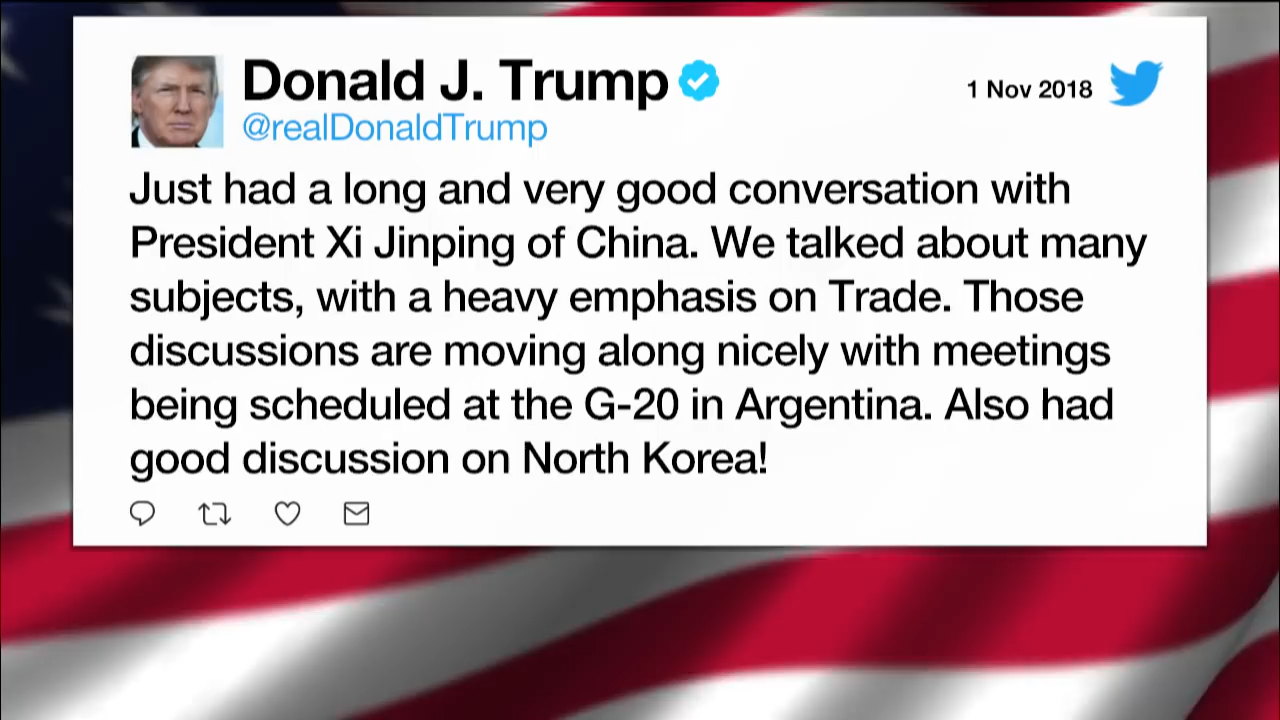 Donald J. Trump
@realDonaldTrump
1 Nov 2018
Just had a long and very good conversation with
President Xi Jinping of China. We talked about many
subjects, with a heavy emphasis on Trade. Those
discussions are moving along nicely with meetings
being scheduled at the G-20 in Argentina. Also had
good discussion on North Korea!